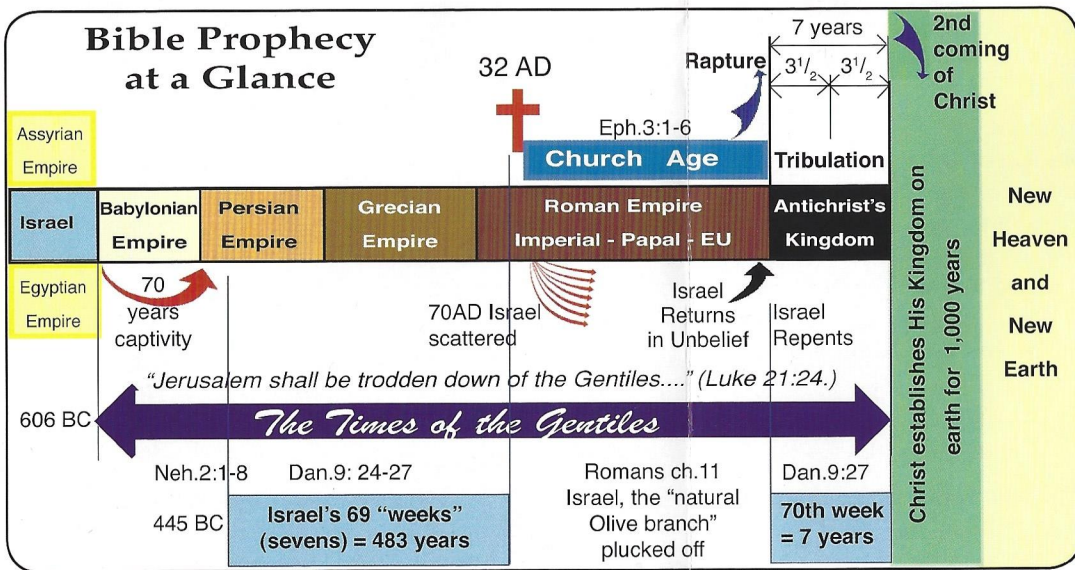 Bible Prophecy
at a Glance
32 AD
Rapture
7 years
3 1/2
3 1/2
2nd
coming
of
Christ
Eph.3:1-6
Church Age
Tribulation
Assyrian
Empire
Israel
Babylonian
Empire
Persian
Empire
Grecian
Empire
Roman Empire
Imperial - Papal - EU
Antichrist's
Kingdom
Egyptian
Empire
70
years
captivity
70AD Israel
scattered
Israel
Returns
in Unbelief
Israel
Repents
"Jerusalem shall be trodden down of the Gentiles...." (Luke 21:24.)
606 BC
The Times of the Gentiles
Neh.2:1-8
Dan.9: 24-27
445 BC
Israel's 69 "weeks"
(sevens) = 483 years
Romans ch.11
Israel, the "natural
Olive branch"
plucked off
Dan.9:27
70th week
= 7 years
Christ establishes His Kingdom on
earth for 1,000 years
New
Heaven
and
New
Earth